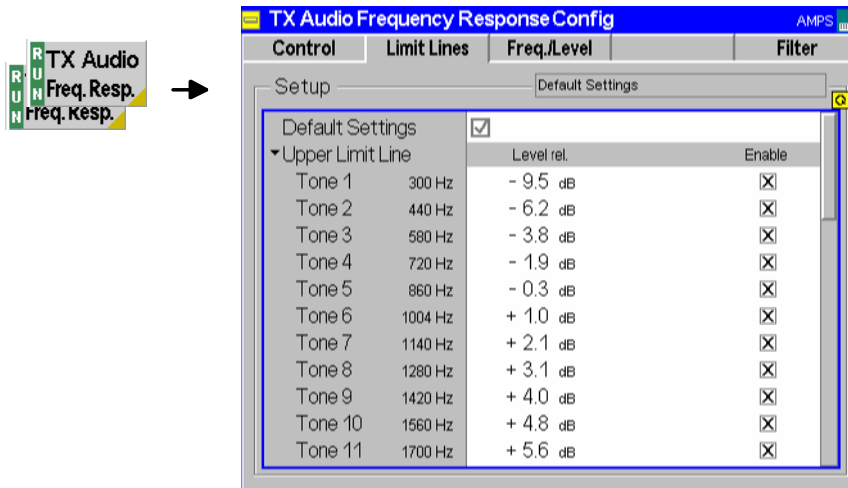 TX Audio Frequency Response Config AMPS
Control Limit Lines Freq./Level Filter
RUN TX Audio Freq. Resp.
RUN Freq. Resp.
Setup Default Settings
Default Settings
Upper Limit Line Level rel. Enable
Tone 1 300 Hz - 9.5 dB
Tone 2 440 Hz - 6.2 dB
Tone 3 580 Hz - 3.8 dB
Tone 4 720 Hz - 1.9 dB
Tone 5 860 Hz - 0.3 dB
Tone 6 1004 Hz + 1.0 dB
Tone 7 1140 Hz + 2.1 dB
Tone 8 1280 Hz + 3.1 dB
Tone 9 1420 Hz + 4.0 dB
Tone 10 1560 Hz + 4.8 dB
Tone 11 1700 Hz + 5.6 dB